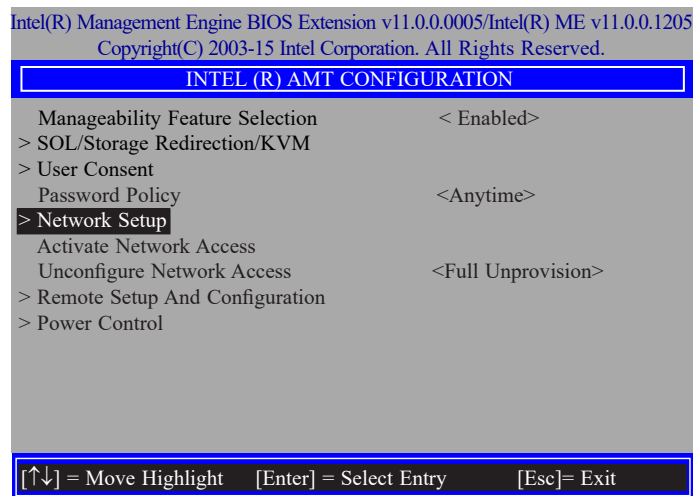 Intel(R) Management Engine BIOS Extension v11.0.0.0005/Intel(R) ME v11.0.0.1205
Copyright(C) 2003-15 Intel Corporation. All Rights Reserved.
INTEL (R) AMT CONFIGURATION
Manageability Feature Selection < Enabled>
> SOL/Storage Redirection/KVM
> User Consent
Password Policy <Anytime>
> Network Setup
Activate Network Access
Unconfigure Network Access <Full Unprovision>
> Remote Setup And Configuration
> Power Control
[↑↓] = Move Highlight [Enter] = Select Entry [Esc]= Exit